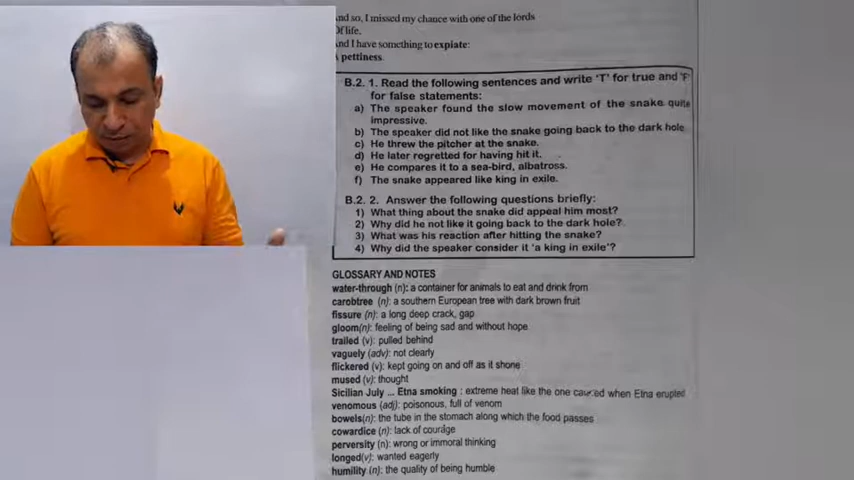 And so, I missed my chance with one of the lords
Of life.
And I have something to expiate:
A pettiness.
B.2. 1. Read the following sentences and write 'T' for true and 'F'
for false statements:
a) The speaker found the slow movement of the snake quite
impressive.
b) The speaker did not like the snake going back to the dark hole.
c) He threw the pitcher at the snake.
d) He later regretted for having hit it.
e) He compares it to a sea-bird, albatross.
f) The snake appeared like king in exile.
B.2. 2. Answer the following questions briefly:
1) What thing about the snake did appeal him most?
2) Why did he not like it going back to the dark hole?
3) What was his reaction after hitting the snake?
4) Why did the speaker consider it 'a king in exile'?
GLOSSARY AND NOTES
water-through (n): a container for animals to eat and drink from
carobtree (n): a southern European tree with dark brown fruit
fissure (n): a long deep crack, gap
gloom(n): feeling of being sad and without hope
trailed (v): pulled behind
vaguely (adv): not clearly
flickered (v): kept going on and off as it shone
mused (v): thought
Sicilian July ... Etna smoking : extreme heat like the one caused when Etna erupted
venomous (adj): poisonous, full of venom
bowels(n): the tube in the stomach along which the food passes
cowardice (n): lack of courage
perversity (n): wrong or immoral thinking
longed(v): wanted eagerly
humility (n): the quality of being humble